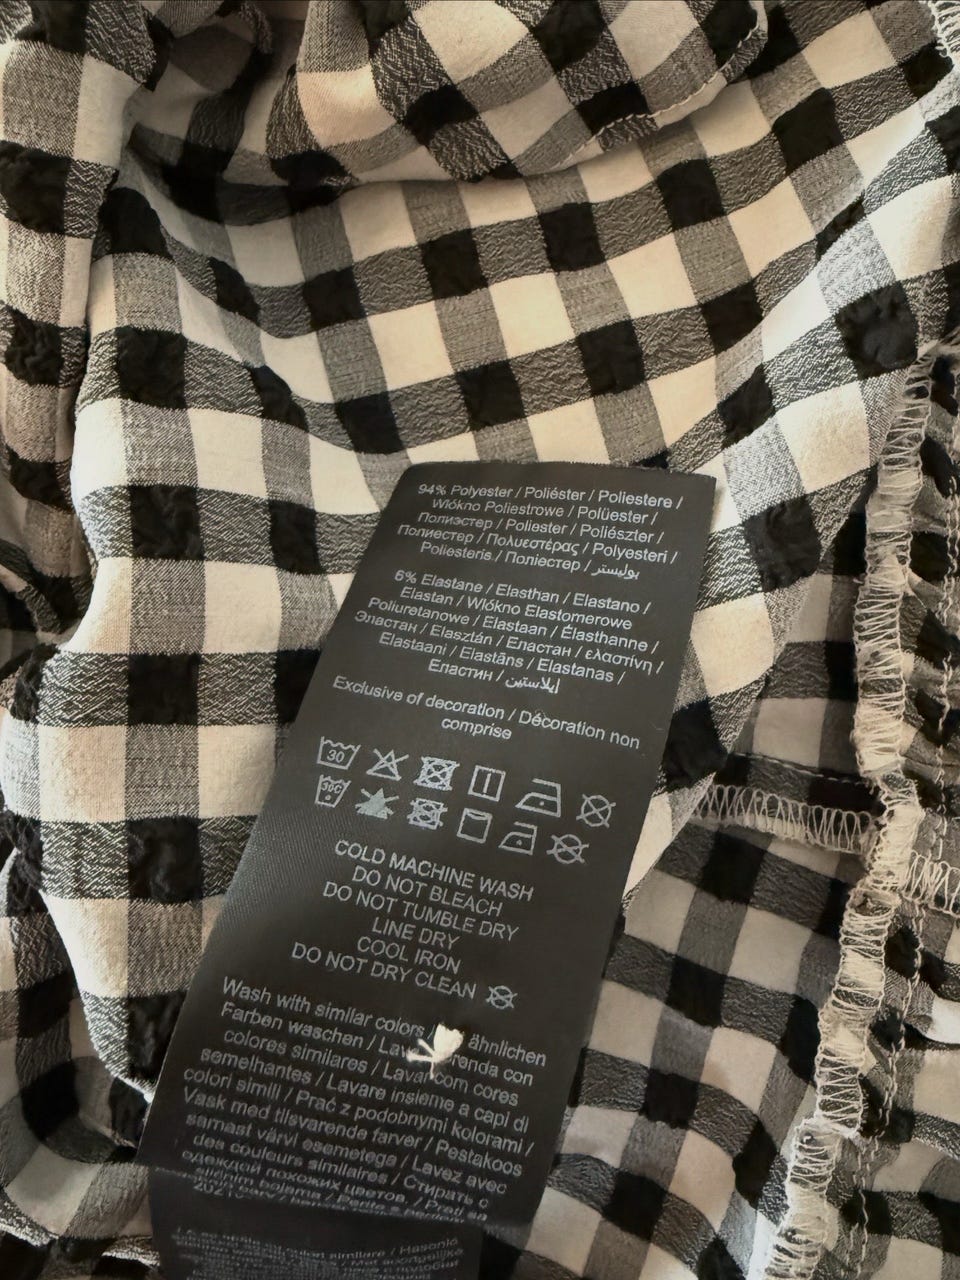 94% Polyester / Poliéster / Poliestere /
Włókno Poliestrowe / Polüester /
Полиэстер / Poliester / Poliészter /
Полиестер / Πολυεστέρας / Polyesteri /
Poliesteris / Поліестер / بوليستر
6% Elastane / Elasthan / Elastano /
Elastan / Włókno Elastomerowe
Poliuretanowe / Elastaan / Élasthanne /
Эластан / Elasztán / Еластан / ελαστίνη /
Elastaani / Elastāns / Elastanas /
Еластин / إيلاستين
Exclusive of decoration / Décoration non
comprise
30
30C
COLD MACHINE WASH
DO NOT BLEACH
DO NOT TUMBLE DRY
LINE DRY
COOL IRON
DO NOT DRY CLEAN
Wash with similar colors / ähnlichen
Farben waschen / con
colores similares / com cores
semelhantes / Lavare insieme a capi di
colori simili / Prać z podobnymi kolorami /
Vask med tilsvarende farver / Pestakoos
samast värvi esemetega / Lavez avec
des couleurs similaires / Стирать с
одеждой похожих цветов. /